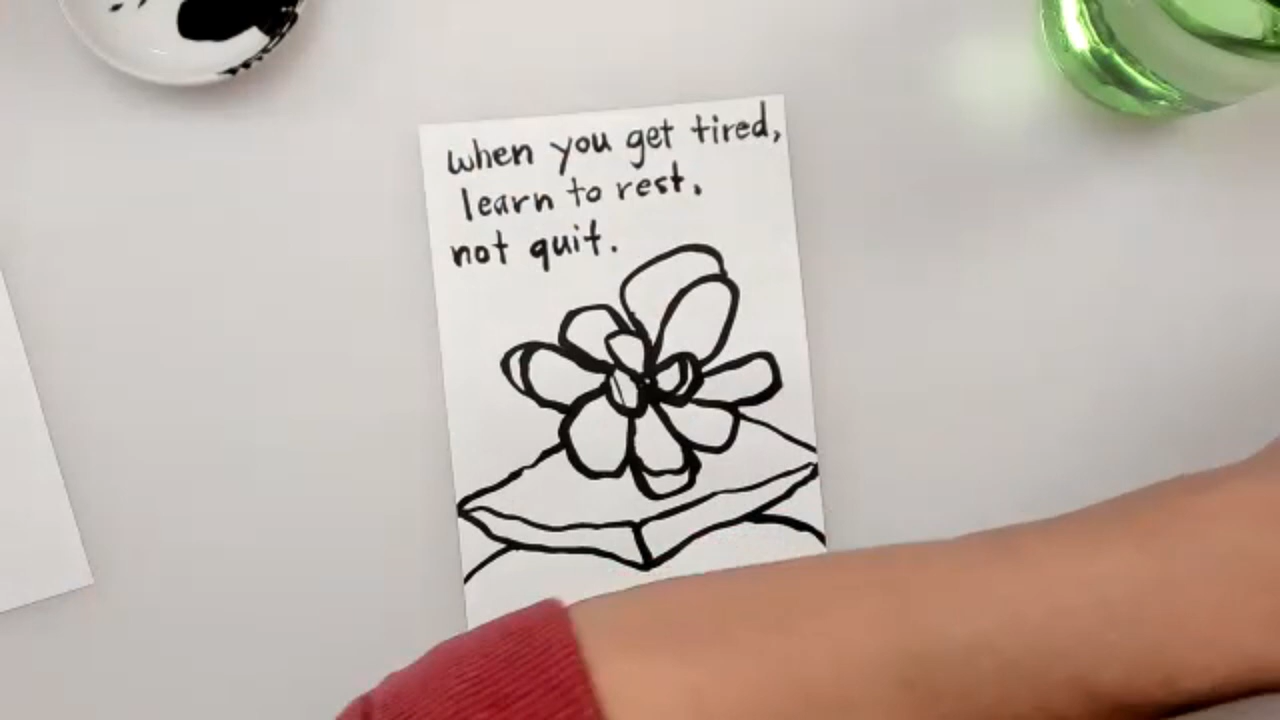 when you get tired,
learn to rest.
not quit.